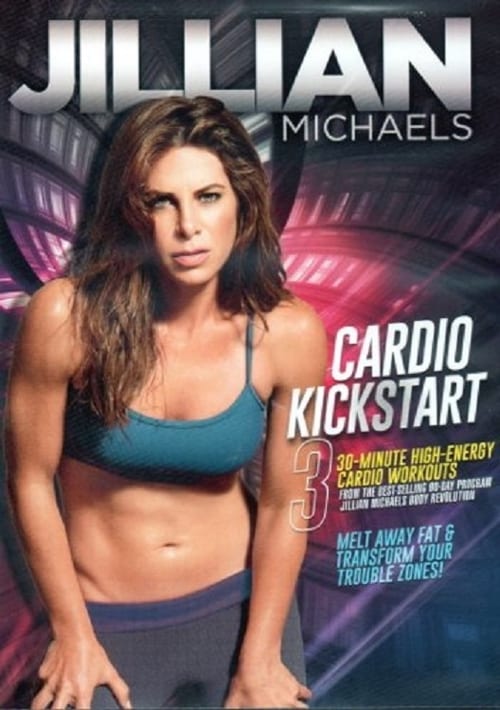 JILLIAN
MICHAELS
CARDIO
KICKSTART
3
30-MINUTE HIGH-ENERGY
CARDIO WORKOUTS
FROM THE BEST-SELLING 90-DAY PROGRAM
JILLIAN MICHAELS BODY REVOLUTION
MELT AWAY FAT &
TRANSFORM YOUR
TROUBLE ZONES!